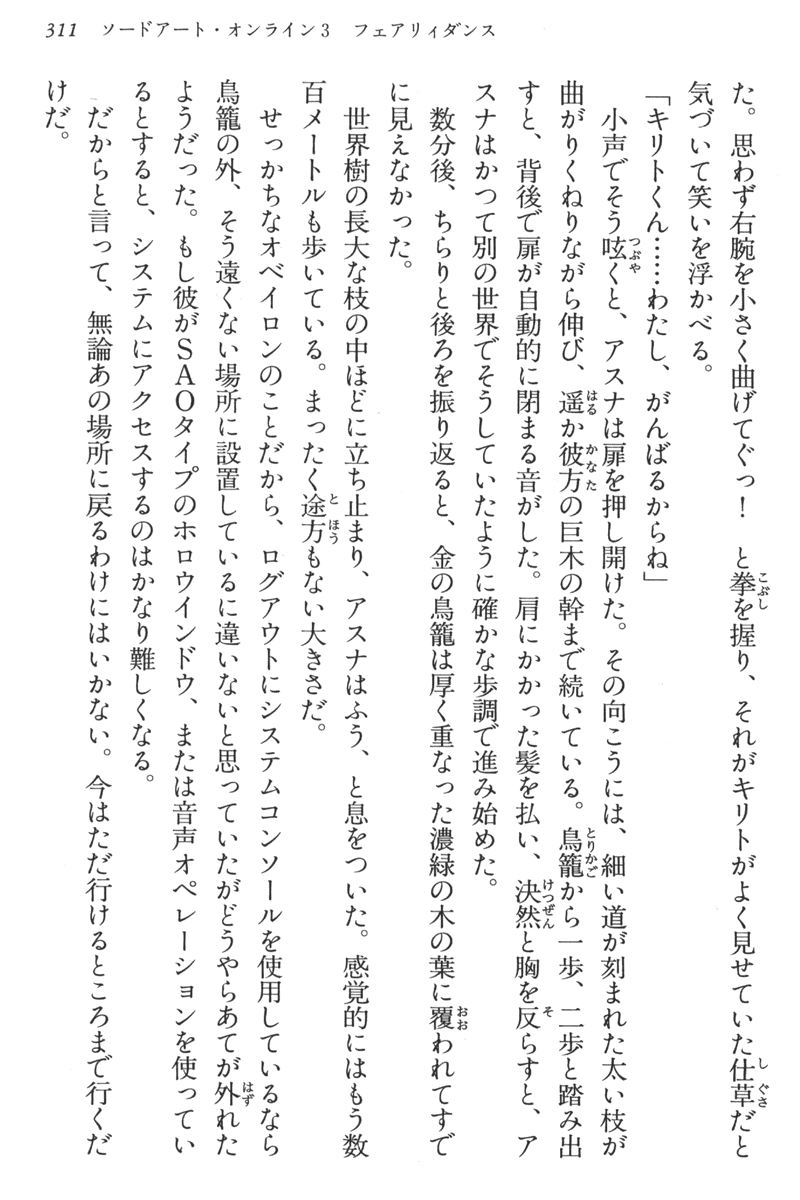 311 ソードアート・オンライン3 フェアリィダンス
た。思わず右腕を小さく曲げてぐっ！ と拳を握り、それがキリトがよく見せていた仕草だと
気づいて笑いを浮かべる。
「キリトくん……わたし、がんばるからね」
小声でそう呟くと、アスナは扉を押し開けた。その向こうには、細い道が刻まれた太い枝が
曲がりくねりながら伸び、遥か彼方の巨木の幹まで続いている。鳥籠から一歩、二歩と踏み出
すと、背後で扉が自動的に閉まる音がした。肩にかかった髪を払い、決然と胸を反らすと、ア
スナはかつて別の世界でそうしていたように確かな歩調で進み始めた。
数分後、ちらりと後ろを振り返ると、金の鳥籠は厚く重なった濃緑の木の葉に覆われてすで
に見えなかった。
世界樹の長大な枝の中ほどに立ち止まり、アスナはふう、と息をついた。感覚的にはもう数
百メートルも歩いている。まったく途方もない大きさだ。
せっかちなオベイロンのことだから、ログアウトにシステムコンソールを使用しているなら
鳥籠の外、そう遠くない場所に設置しているに違いないと思っていたがどうやらあてが外れた
ようだった。もし彼がＳＡＯタイプのホロウインドウ、または音声オペレーションを使ってい
るとすると、システムにアクセスするのはかなり難しくなる。
だからと言って、無論あの場所に戻るわけにはいかない。今はただ行けるところまで行くだ
けだ。